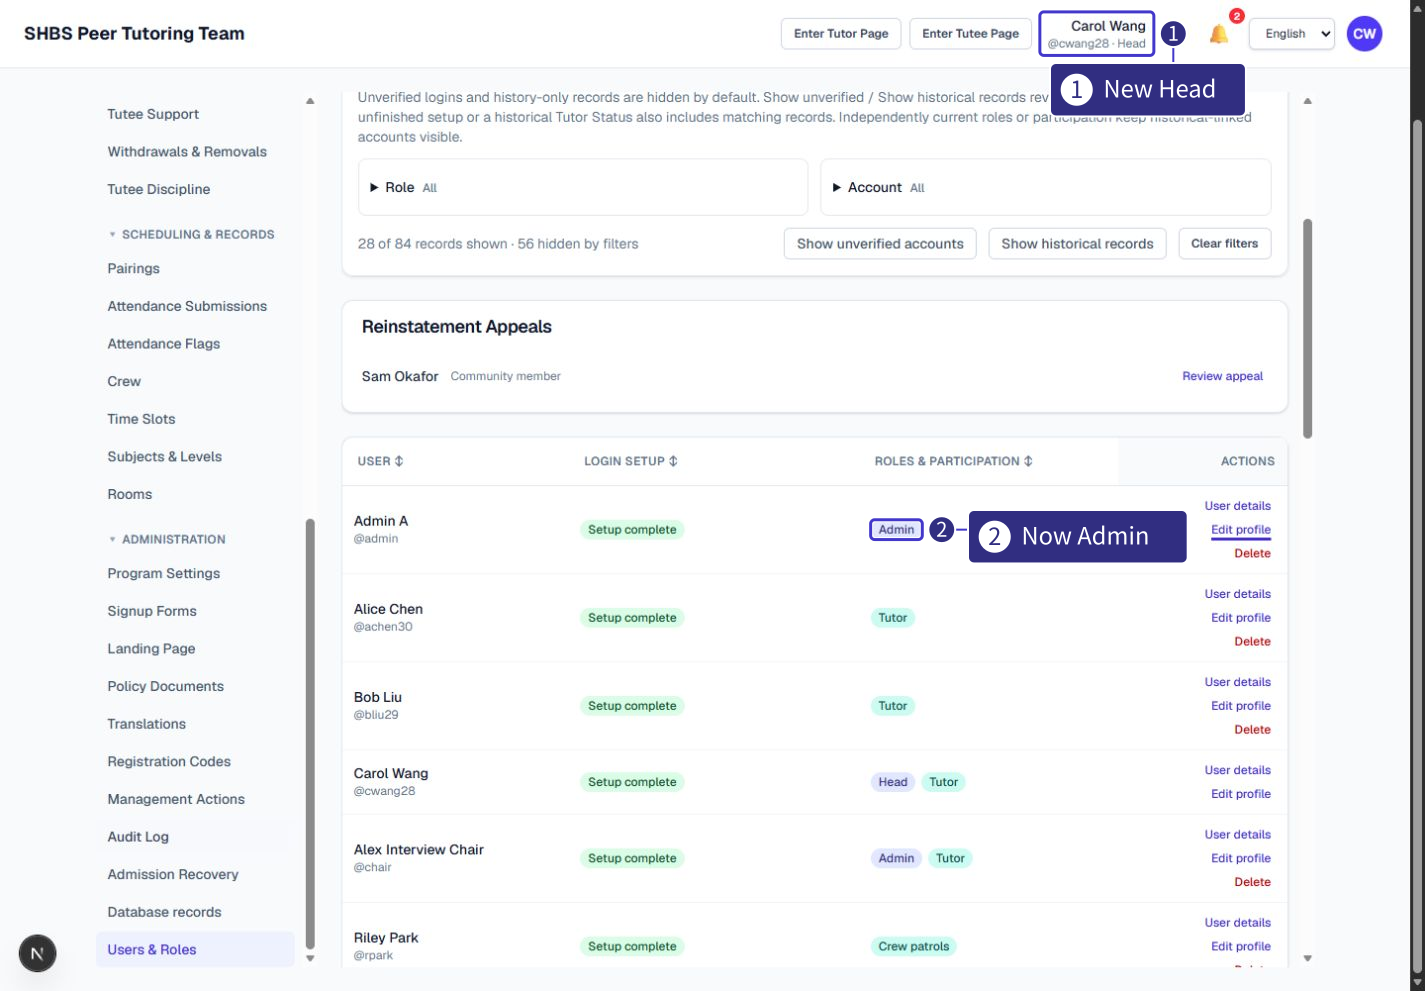 SHBS Peer Tutoring Team
Enter Tutor Page
Enter Tutee Page
Carol Wang
@cwang28 · Head
1
2
English
CW
1 New Head
Tutee Support
Withdrawals & Removals
Tutee Discipline
SCHEDULING & RECORDS
Pairings
Attendance Submissions
Attendance Flags
Crew
Time Slots
Subjects & Levels
Rooms
ADMINISTRATION
Program Settings
Signup Forms
Landing Page
Policy Documents
Translations
Registration Codes
Management Actions
Audit Log
Admission Recovery
Database records
Users & Roles
N
Unverified logins and history-only records are hidden by default. Show unverified / Show historical records
unfinished setup or a historical Tutor Status also includes matching records. Independently current roles or participation keep historical-linked
accounts visible.
Role All
Account All
28 of 84 records shown · 56 hidden by filters
Show unverified accounts
Show historical records
Clear filters
Reinstatement Appeals
Sam Okafor Community member
Review appeal
USER LOGIN SETUP ROLES & PARTICIPATION ACTIONS
Admin A
@admin
Setup complete
Admin
2
2 Now Admin
User details
Edit profile
Delete
Alice Chen
@achen30
Setup complete
Tutor
User details
Edit profile
Delete
Bob Liu
@bliu29
Setup complete
Tutor
User details
Edit profile
Delete
Carol Wang
@cwang28
Setup complete
Head Tutor
User details
Edit profile
Alex Interview Chair
@chair
Setup complete
Admin Tutor
User details
Edit profile
Delete
Riley Park
@rpark
Setup complete
Crew patrols
User details
Edit profile